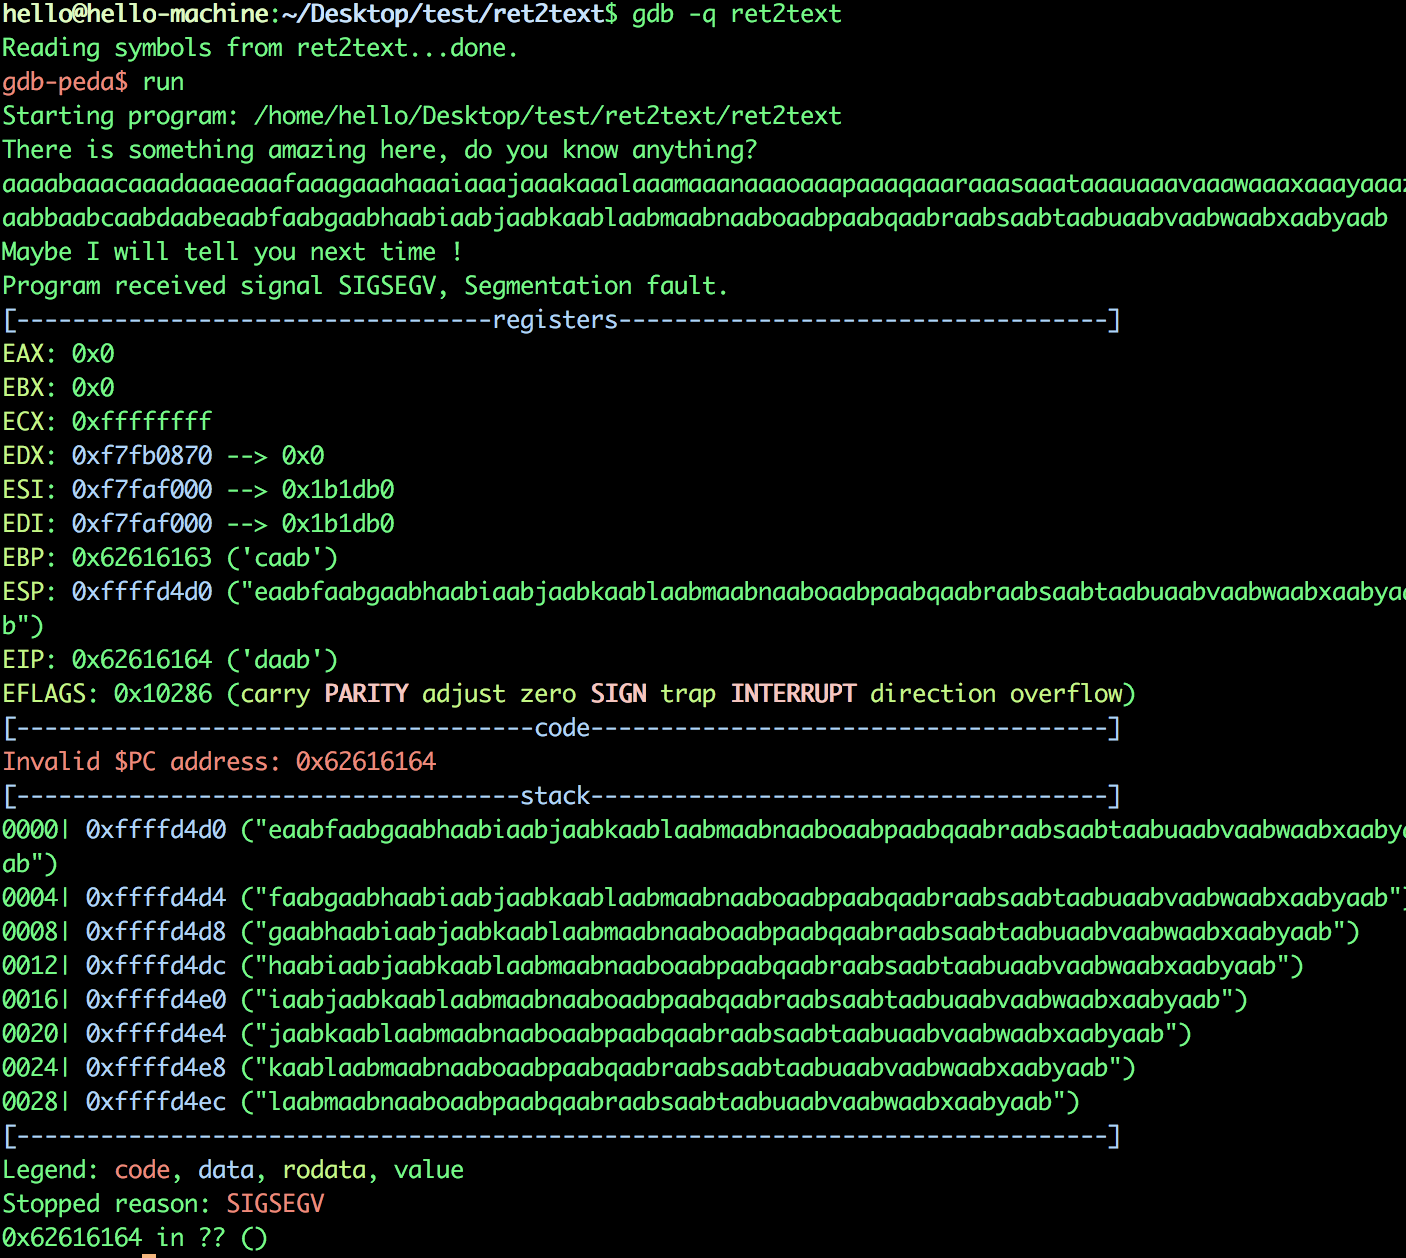 hello@hello-machine:~/Desktop/test/ret2text$ gdb -q ret2text
Reading symbols from ret2text...done.
gdb-peda$ run
Starting program: /home/hello/Desktop/test/ret2text/ret2text
There is something amazing here, do you know anything?
aaaabaaacaaadaaaeaaafaaagaaahaaaiaaajaaakaaalaaamaaanaaaoaaapaaaqaaaraaasaaataaauaaavaaawaaaxaaayaaaz
aabbaabcaabdaabeaabfaabgaabhaabiaabjaabkaablaabmaabnaaboaabpaabqaabraabsaabtaabuaabvaabwaabxaabyaab
Maybe I will tell you next time !
Program received signal SIGSEGV, Segmentation fault.
[----------------------------------registers-----------------------------------]
EAX: 0x0
EBX: 0x0
ECX: 0xffffffff
EDX: 0xf7fb0870 --> 0x0
ESI: 0xf7faf000 --> 0x1b1db0
EDI: 0xf7faf000 --> 0x1b1db0
EBP: 0x62616163 ('caab')
ESP: 0xffffd4d0 ("eaabfaabgaabhaabiaabjaabkaablaabmaabnaaboaabpaabqaabraabsaabtaabuaabvaabwaabxaabyaa
b")
EIP: 0x62616164 ('daab')
EFLAGS: 0x10286 (carry PARITY adjust zero SIGN trap INTERRUPT direction overflow)
[-------------------------------------code-------------------------------------]
Invalid $PC address: 0x62616164
[------------------------------------stack-------------------------------------]
0000| 0xffffd4d0 ("eaabfaabgaabhaabiaabjaabkaablaabmaabnaaboaabpaabqaabraabsaabtaabuaabvaabwaabxaabya
ab")
0004| 0xffffd4d4 ("faabgaabhaabiaabjaabkaablaabmaabnaaboaabpaabqaabraabsaabtaabuaabvaabwaabxaabyaab")
0008| 0xffffd4d8 ("gaabhaabiaabjaabkaablaabmaabnaaboaabpaabqaabraabsaabtaabuaabvaabwaabxaabyaab")
0012| 0xffffd4dc ("haabiaabjaabkaablaabmaabnaaboaabpaabqaabraabsaabtaabuaabvaabwaabxaabyaab")
0016| 0xffffd4e0 ("iaabjaabkaablaabmaabnaaboaabpaabqaabraabsaabtaabuaabvaabwaabxaabyaab")
0020| 0xffffd4e4 ("jaabkaablaabmaabnaaboaabpaabqaabraabsaabtaabuaabvaabwaabxaabyaab")
0024| 0xffffd4e8 ("kaablaabmaabnaaboaabpaabqaabraabsaabtaabuaabvaabwaabxaabyaab")
0028| 0xffffd4ec ("laabmaabnaaboaabpaabqaabraabsaabtaabuaabvaabwaabxaabyaab")
[------------------------------------------------------------------------------]
Legend: code, data, rodata, value
Stopped reason: SIGSEGV
0x62616164 in ?? ()